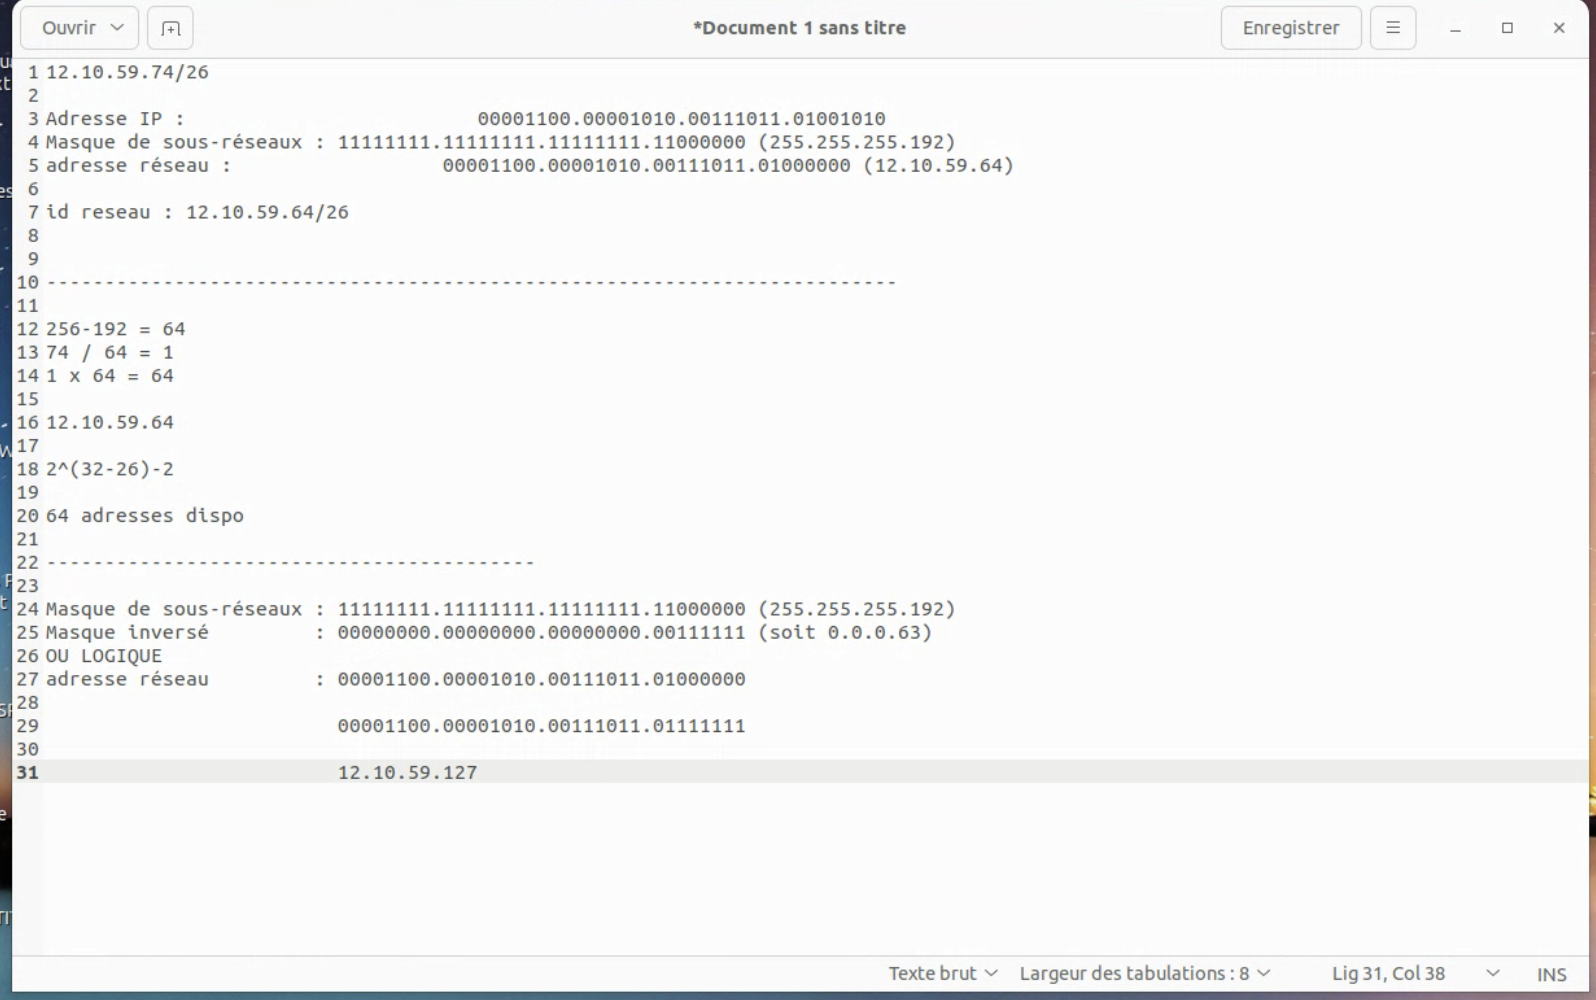 Ouvrir
*Document 1 sans titre
Enregistrer
1 12.10.59.74/26
2
3 Adresse IP : 00001100.00001010.00111011.01001010
4 Masque de sous-réseaux : 11111111.11111111.11111111.11000000 (255.255.255.192)
5 adresse réseau : 00001100.00001010.00111011.01000000 (12.10.59.64)
6
7 id reseau : 12.10.59.64/26
8
9
10 -------------------------------------------------------------------------
11
12 256-192 = 64
13 74 / 64 = 1
14 1 x 64 = 64
15
16 12.10.59.64
17
18 2^(32-26)-2
19
20 64 adresses dispo
21
22 ------------------------------------------
23
24 Masque de sous-réseaux : 11111111.11111111.11111111.11000000 (255.255.255.192)
25 Masque inversé : 00000000.00000000.00000000.00111111 (soit 0.0.0.63)
26 OU LOGIQUE
27 adresse réseau : 00001100.00001010.00111011.01000000
28
29 00001100.00001010.00111011.01111111
30
31 12.10.59.127
Texte brut
Largeur des tabulations : 8
Lig 31, Col 38
INS